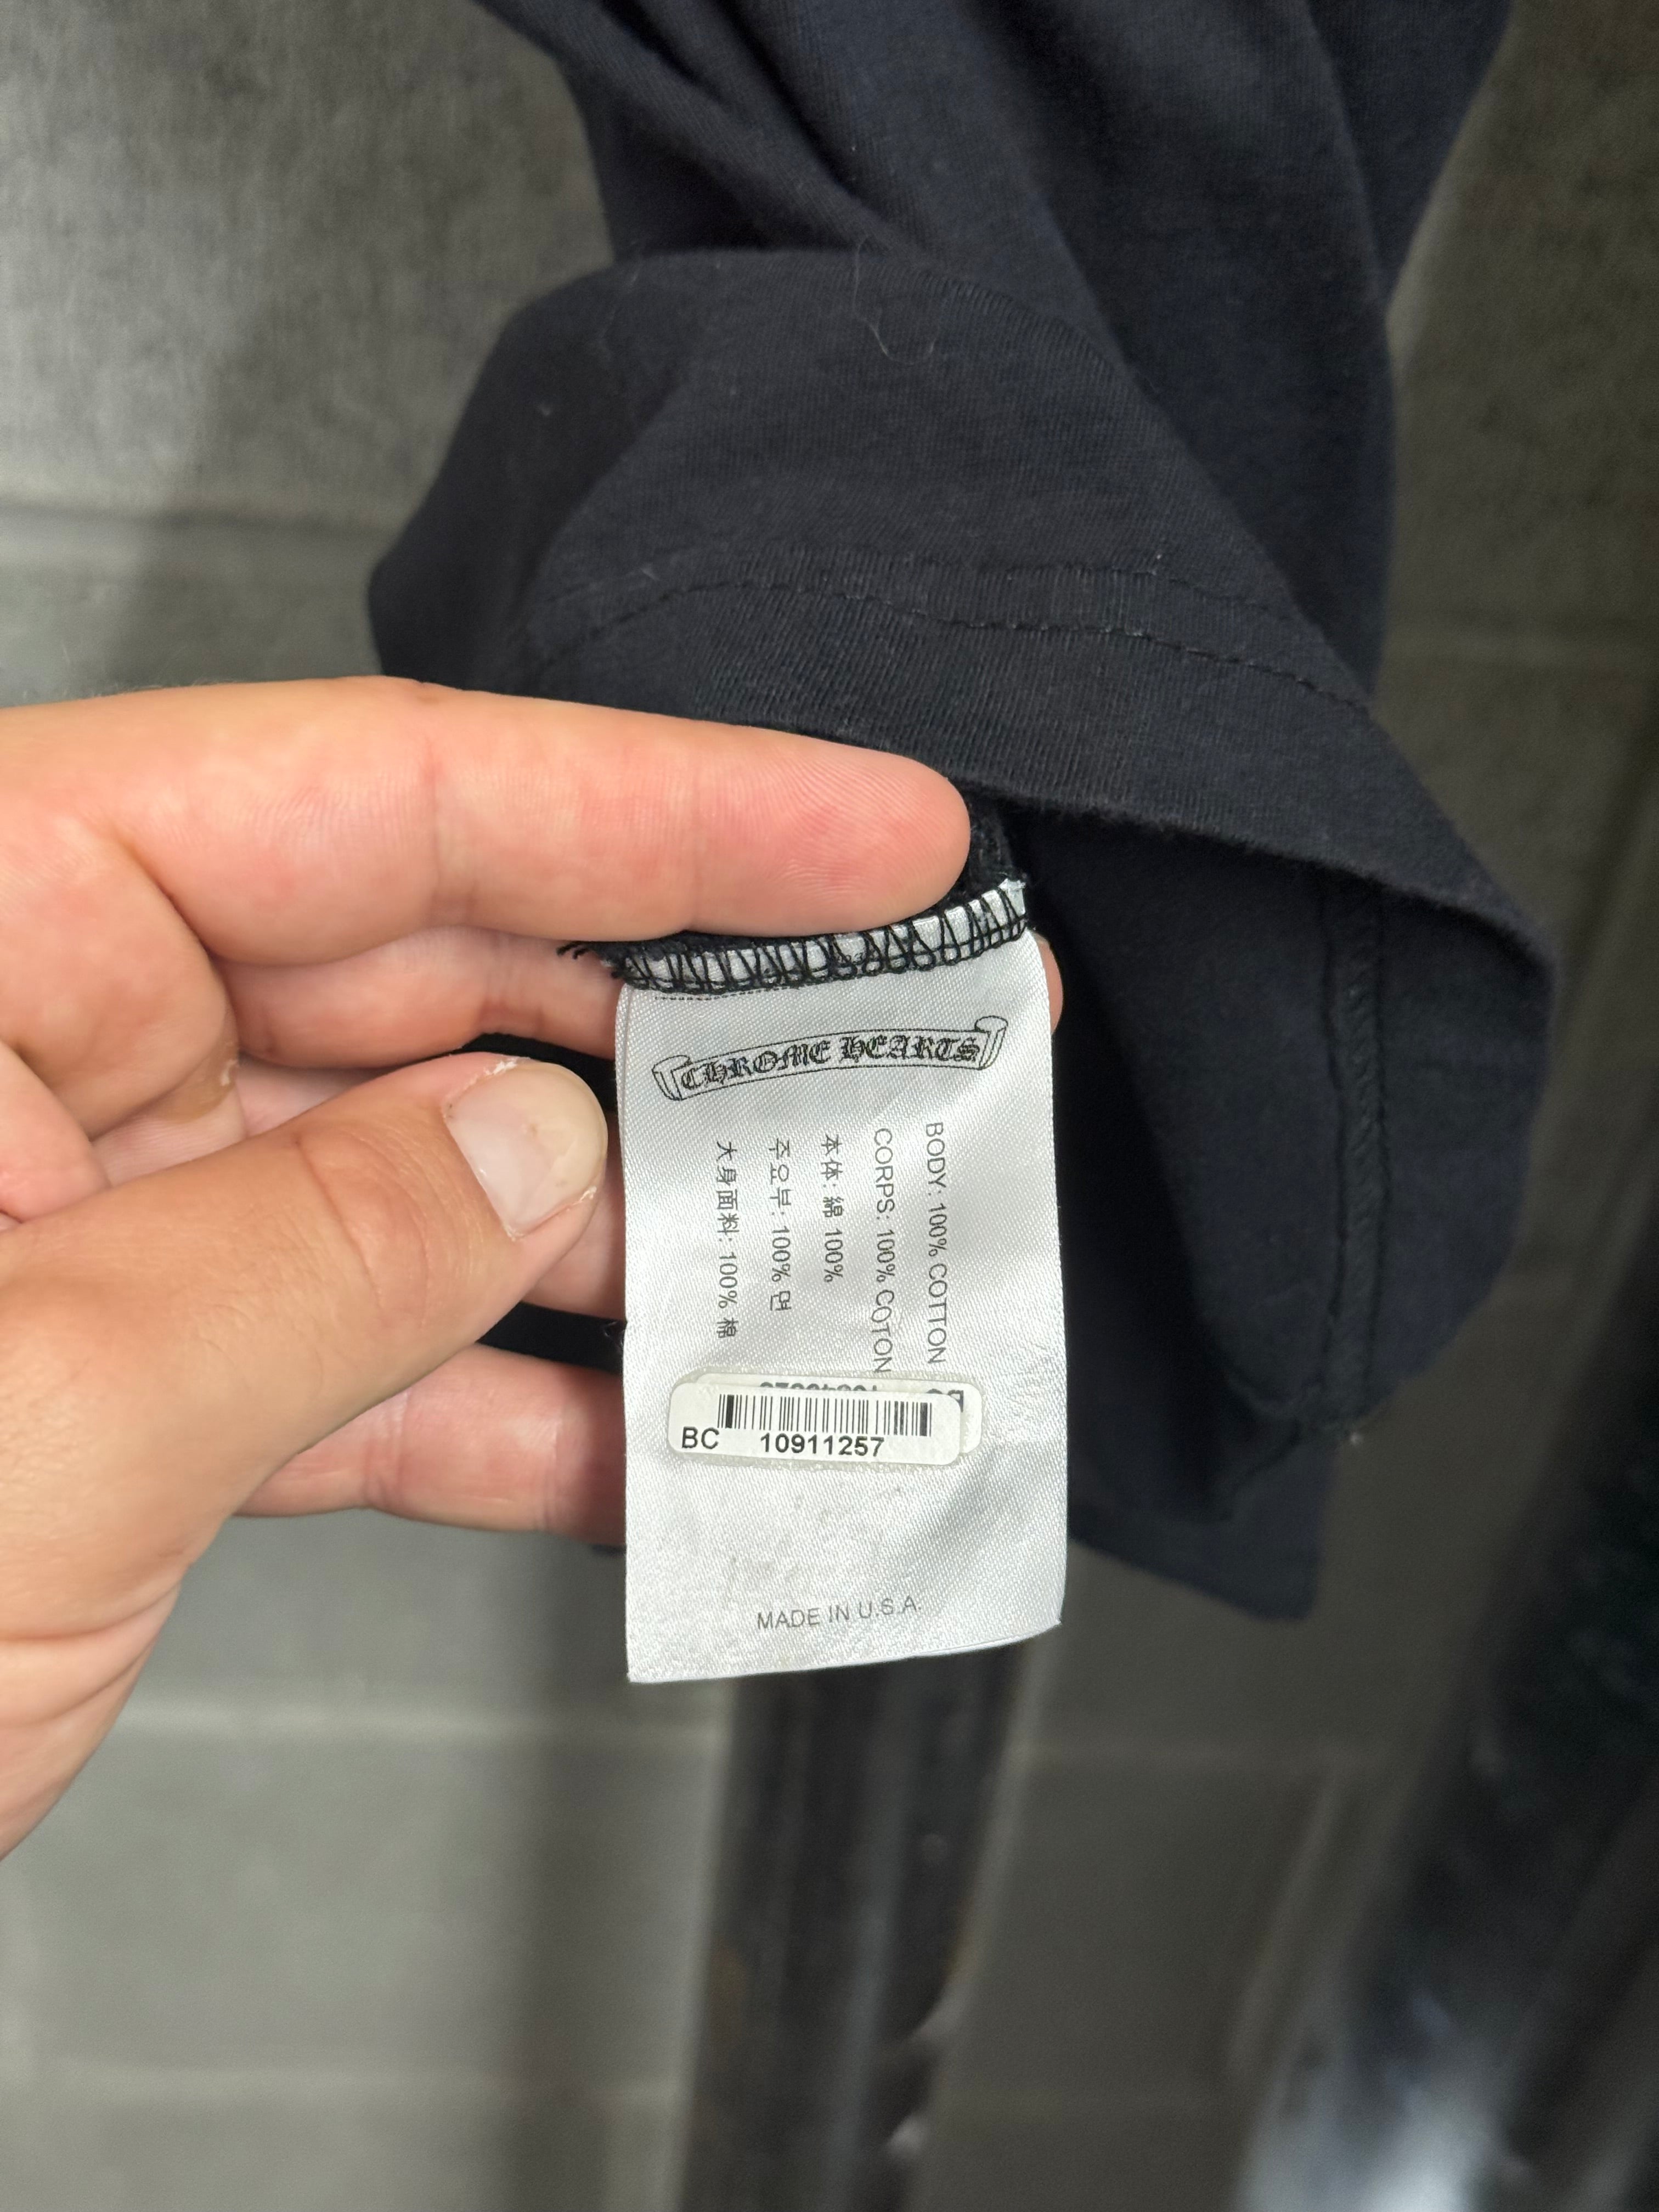 CHROME HEARTS
BODY: 100% COTTON
CORPS: 100% COTON
本体: 綿 100%
주요부: 100% 면
大身面料: 100% 棉
BC 10911257
MADE IN U.S.A.